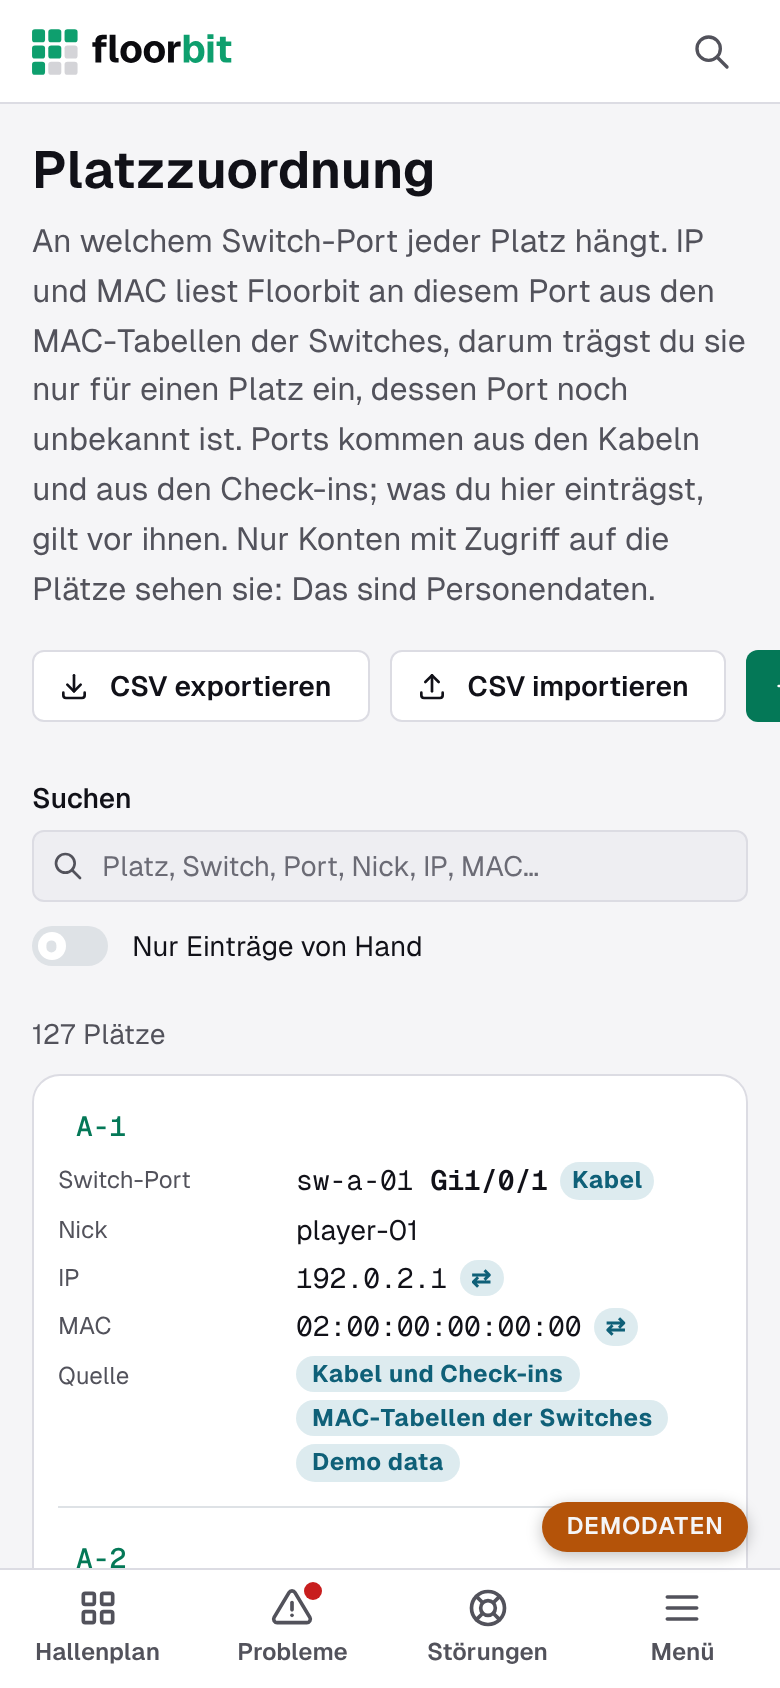 floorbit
Platzzuordnung
An welchem Switch-Port jeder Platz hängt. IP
und MAC liest Floorbit an diesem Port aus den
MAC-Tabellen der Switches, darum trägst du sie
nur für einen Platz ein, dessen Port noch
unbekannt ist. Ports kommen aus den Kabeln
und aus den Check-ins; was du hier einträgst,
gilt vor ihnen. Nur Konten mit Zugriff auf die
Plätze sehen sie: Das sind Personendaten.
CSV exportieren CSV importieren
Suchen
Platz, Switch, Port, Nick, IP, MAC…
Nur Einträge von Hand
127 Plätze
A-1
Switch-Port sw-a-01 Gi1/0/1 Kabel
Nick player-01
IP 192.0.2.1 ⇄
MAC 02:00:00:00:00:00 ⇄
Quelle Kabel und Check-ins
MAC-Tabellen der Switches
Demo data
DEMODATEN
A-2
Hallenplan Probleme Störungen Menü